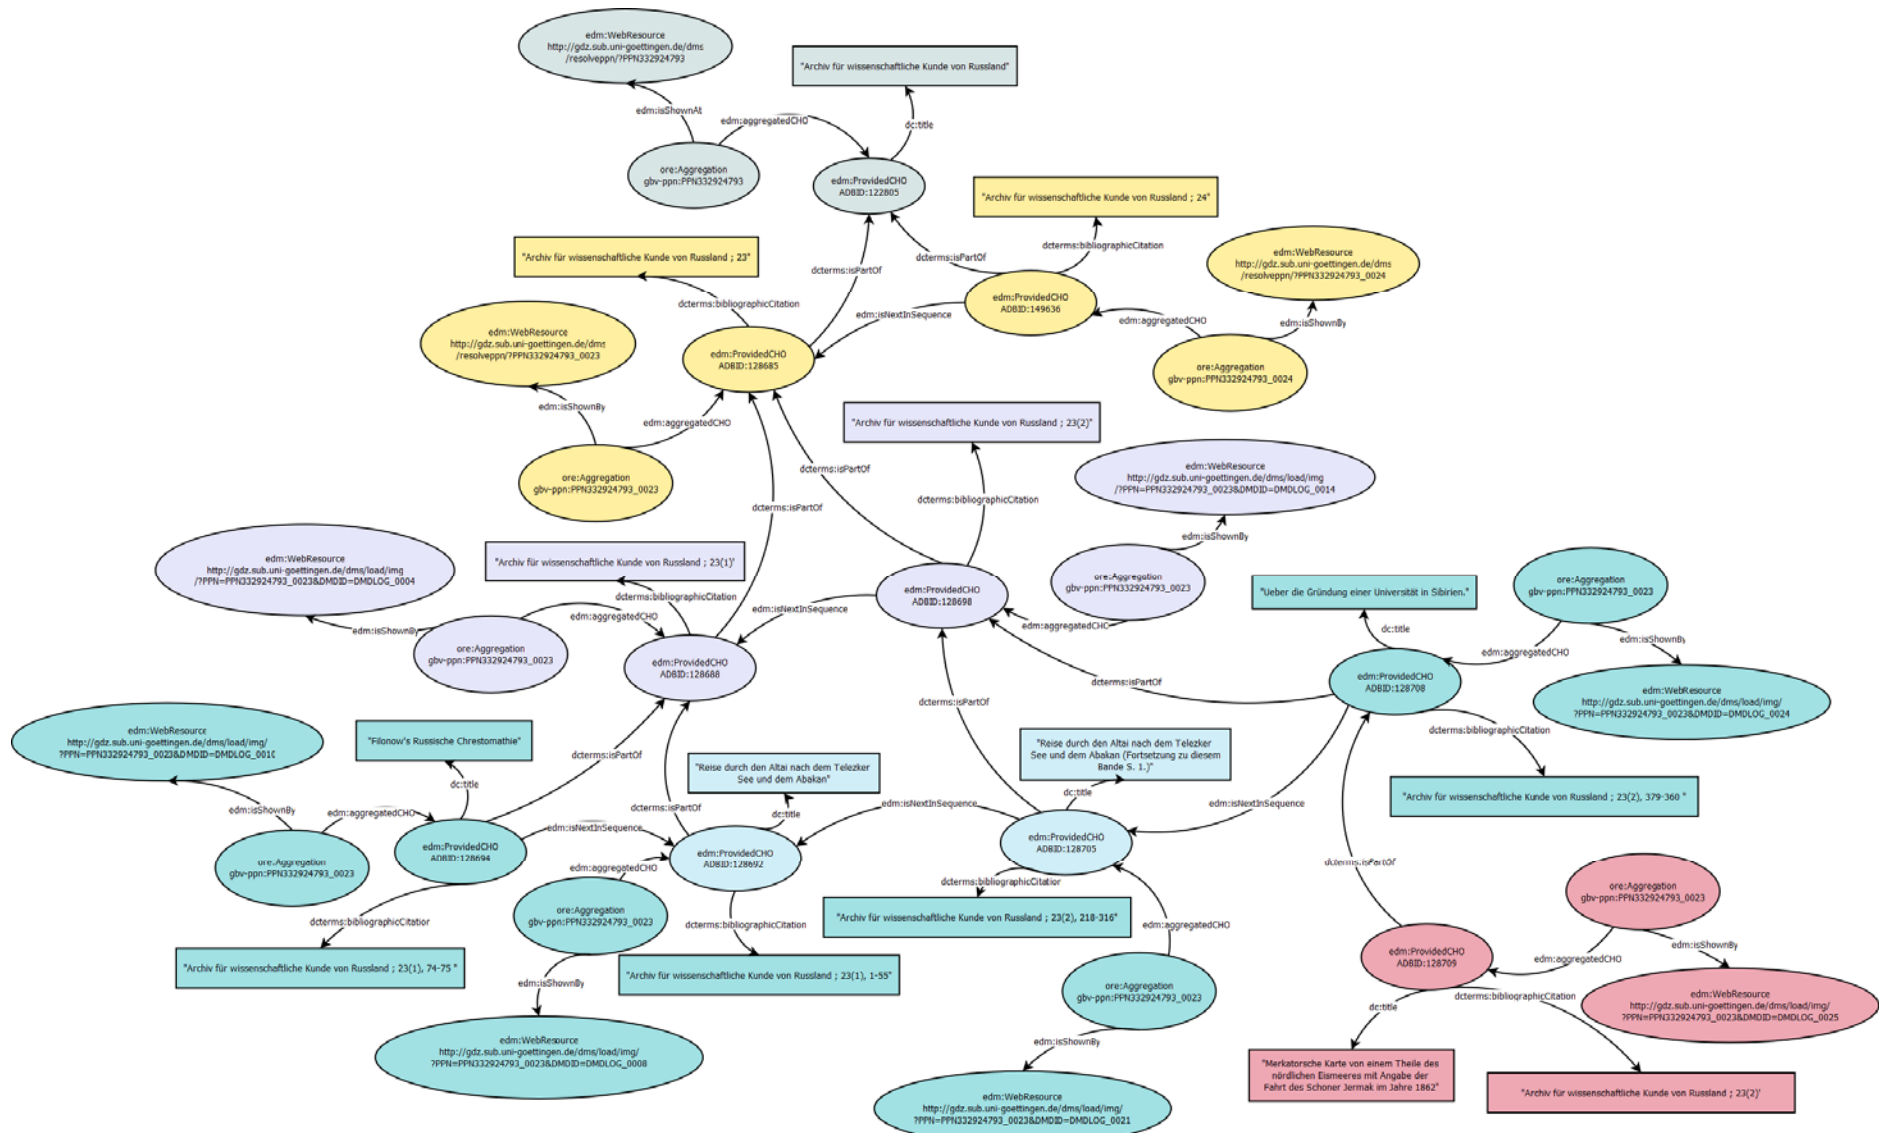 edm:WebResource
http://gdz.sub.uni-goettingen.de/dms
/resolveppn/?PPN332924793
"Archiv für wissenschaftliche Kunde von Russland"
edm:isShownAt
edm:aggregatedCHO
dc:title
ore:Aggregation
gbv-ppn:PPN332924793
edm:ProvidedCHO
ADBID:122805
"Archiv für wissenschaftliche Kunde von Russland ; 24"
dcterms:bibliographicCitation
dcterms:isPartOf
edm:WebResource
http://gdz.sub.uni-goettingen.de/dms
/resolveppn/?PPN332924793_0024
"Archiv für wissenschaftliche Kunde von Russland ; 23"
dcterms:isPartOf
dcterms:bibliographicCitation
edm:ProvidedCHO
ADBID:149636
edm:isNextInSequence
edm:aggregatedCHO
edm:isShownBy
edm:WebResource
http://gdz.sub.uni-goettingen.de/dms
/resolveppn/?PPN332924793_0023
edm:ProvidedCHO
ADBID:128685
ore:Aggregation
gbv-ppn:PPN332924793_0024
edm:isShownBy
edm:aggregatedCHO
"Archiv für wissenschaftliche Kunde von Russland ; 23(2)"
ore:Aggregation
gbv-ppn:PPN332924793_0023
dcterms:isPartOf
edm:WebResource
http://gdz.sub.uni-goettingen.de/dms/load/img
/?PPN=PPN332924793_0023&DMDID=DMDLOG_0014
dcterms:isPartOf
dcterms:bibliographicCitation
edm:isShownBy
edm:WebResource
http://gdz.sub.uni-goettingen.de/dms/load/img
/?PPN=PPN332924793_0023&DMDID=DMDLOG_0004
"Archiv für wissenschaftliche Kunde von Russland ; 23(1)'
dcterms:bibliographicCitation
edm:ProvidedCHO
ADBID:128698
ore:Aggregation
gbv-ppn:PPN332924793_0023
"Ueber die Gründung einer Universität in Sibirien."
ore:Aggregation
gbv-ppn:PPN332924793_0023
edm:isNextInSequence
edm:aggregatedCHO
edm:isShownBy
edm:aggregatedCHO
dc:title
edm:isShownBy
edm:aggregatedCHO
ore:Aggregation
gbv-ppn:PPN332924793_0023
edm:ProvidedCHO
ADBID:128688
dcterms:isPartOf
dcterms:isPartOf
edm:ProvidedCHO
ADBID:128708
edm:WebResource
http://gdz.sub.uni-goettingen.de/dms/load/img/
/?PPN=PPN332924793_0023&DMDID=DMDLOG_0024
edm:WebResource
http://gdz.sub.uni-goettingen.de/dms/load/img/
?PPN=PPN332924793_0023&DMDID=DMDLOG_001(
"Filonow's Russische Chrestomathie"
dcterms:isPartOf
dcterms:bibliographicCitation
"Reise durch den Altai nach dem Telezker
See und dem Abakan"
"Reise durch den Altai nach dem Telezker
See und dem Abakan (Fortsetzung zu diesem
Bande S. 1.)"
dc:title
dc:title
dcterms:isPartOf
dc:title
"Archiv für wissenschaftliche Kunde von Russland ; 23(2), 379-360 "
edm:isShownBy
edm:aggregatedCHO
edm:isNextInSequence
edm:isNextInSequence
edm:isNextInSequence
ore:Aggregation
gbv-ppn:PPN332924793_0023
edm:ProvidedCHO
ADBID:128694
edm:ProvidedCHO
ADBID:128692
edm:ProvidedCHO
ADBID:128705
edm:aggregatedCHO
dcterms:bibliographicCitatior
dcterms:isPartOf
ore:Aggregation
gbv-ppn:PPN332924793_0023
dcterms:bibliographicCitatior
dcterms:bibliographicCitation
"Archiv für wissenschaftliche Kunde von Russland ; 23(2), 218-316"
edm:aggregatedCHO
ore:Aggregation
gbv-ppn:PPN332924793_0023
"Archiv für wissenschaftliche Kunde von Russland ; 23(1), 74-75 "
"Archiv für wissenschaftliche Kunde von Russland ; 23(1), 1-55"
edm:isShownBy
edm:ProvidedCHO
ADBID:128709
edm:aggregatedCHO
edm:isShownBy
ore:Aggregation
gbv-ppn:PPN332924793_0023
dc:title
dcterms:bibliographicCitation
edm:WebResource
http://gdz.sub.uni-goettingen.de/dms/load/img/
?PPN=PPN332924793_0023&DMDID=DMDLOG_0025
edm:WebResource
http://gdz.sub.uni-goettingen.de/dms/load/img/
?PPN=PPN332924793_0023&DMDID=DMDLOG_0008
edm:isShownBy
"Merkatorsche Karte von einem Theile des
nördlichen Eismeeres mit Angabe der
Fahrt des Schoner Jermak im Jahre 1862"
"Archiv für wissenschaftliche Kunde von Russland ; 23(2)'
edm:WebResource
http://gdz.sub.uni-goettingen.de/dms/load/img/
?PPN=PPN332924793_0023&DMDID=DMDLOG_0021